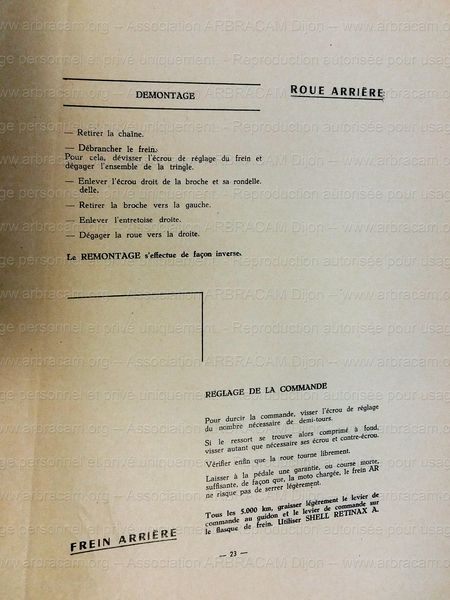 DEMONTAGE
ROUE ARRIÈRE
— Retirer la chaîne.
— Débrancher le frein.
Pour cela, dévisser l'écrou de réglage du frein et
dégager l'ensemble de la tringle.
— Enlever l'écrou droit de la broche et sa rondelle.
delle.
— Retirer la broche vers la gauche.
— Enlever l'entretoise droite.
— Dégager la roue vers la droite.
Le REMONTAGE s'effectue de façon inverse.
REGLAGE DE LA COMMANDE
Pour durcir la commande, visser l'écrou de réglage
du nombre nécessaire de demi-tours.
Si le ressort se trouve alors comprimé à fond,
visser autant que nécessaire ses écrou et contre-écrou.
Vérifier enfin que la roue tourne librement.
Laisser à la pédale une garantie, ou course morte,
suffisante, de façon que, la moto chargée, le frein AR
ne risque pas de serrer légèrement.
Tous les 5.000 km, graisser légèrement le levier de
commande au guidon et le levier de commande sur
le flasque de frein. Utiliser SHELL RETINAX A.
FREIN ARRIÈRE
— 23 —
www.arbracam.org — Association ARBRACAM Dijon — www.arbracam.org
usage personnel et privé uniquement. - Reproduction autorisée pour usage